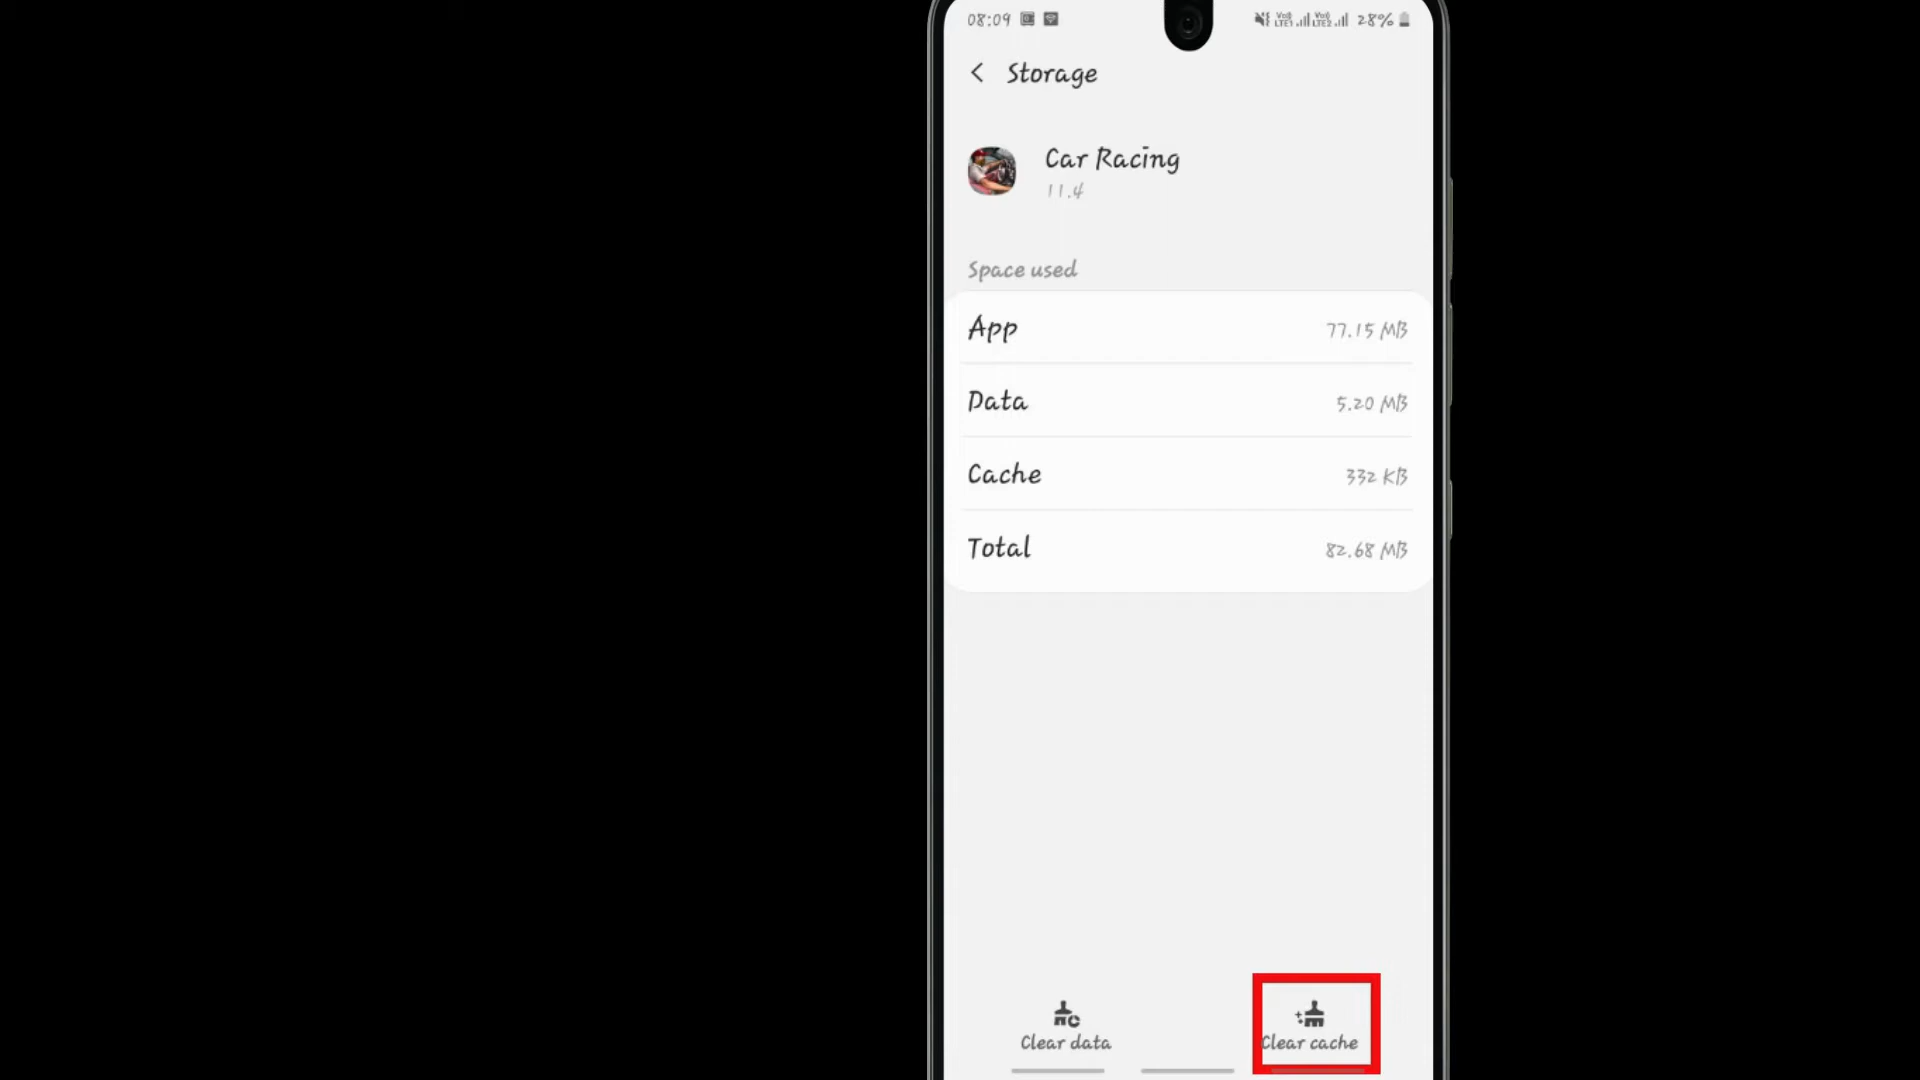 08:09 28%
Storage
Car Racing
11.4
Space used
App 77.15 MB
Data 5.20 MB
Cache 332 KB
Total 82.68 MB
Clear data Clear cache